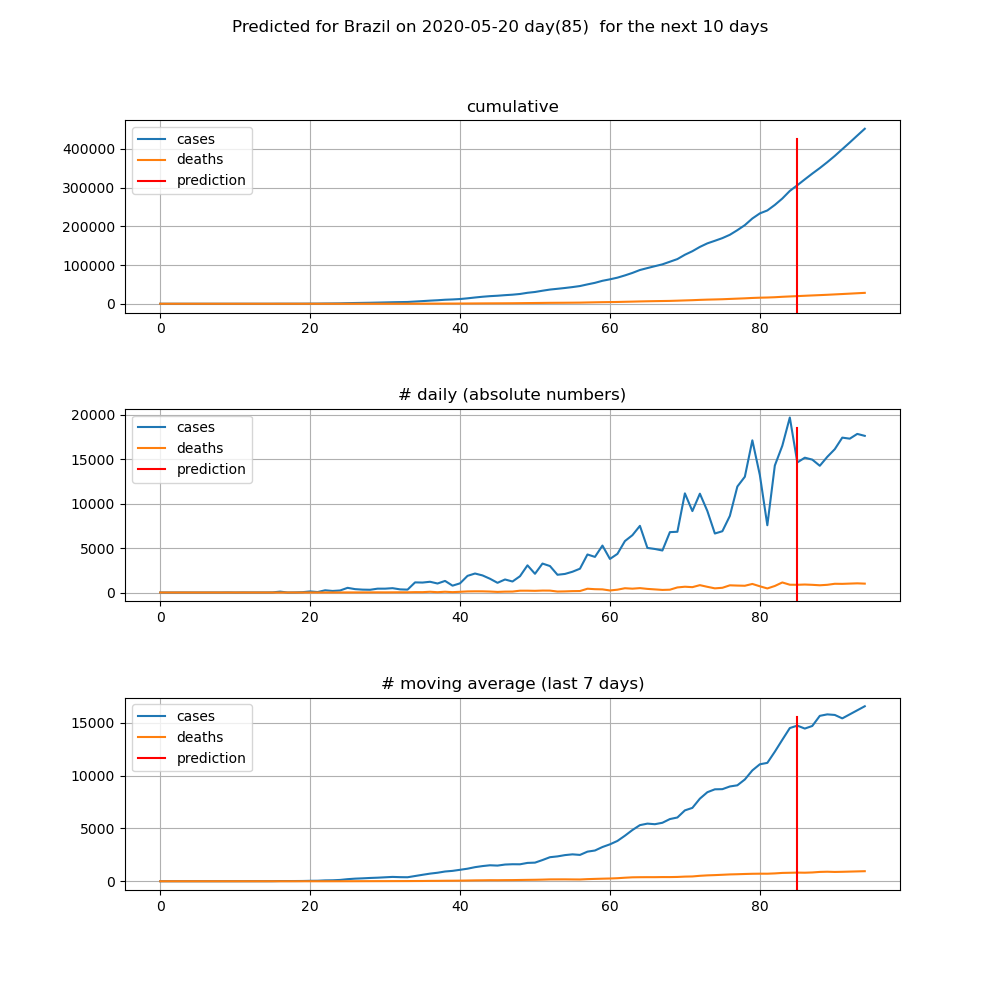 Predicted for Brazil on 2020-05-20 day(85)  for the next 10 days
cumulative
cases
deaths
prediction
400000
300000
200000
100000
0
0 20 40 60 80
# daily (absolute numbers)
cases
deaths
prediction
20000
15000
10000
5000
0
0 20 40 60 80
# moving average (last 7 days)
cases
deaths
prediction
15000
10000
5000
0
0 20 40 60 80